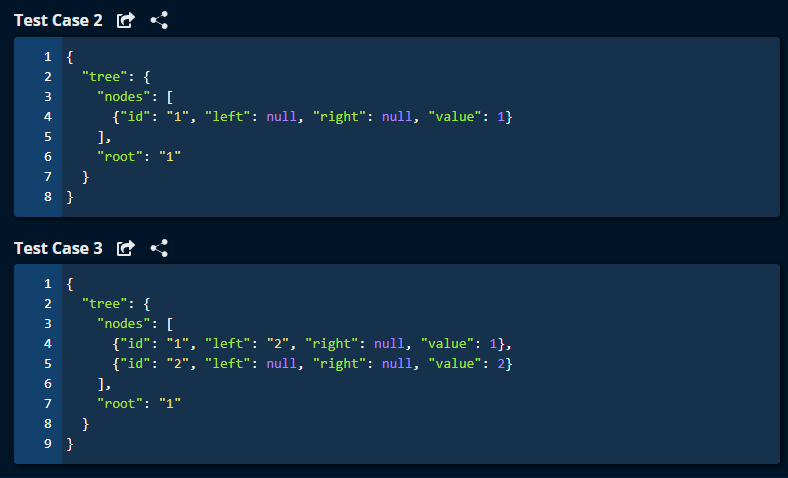 Test Case 2
1 {
2   "tree": {
3     "nodes": [
4       {"id": "1", "left": null, "right": null, "value": 1}
5     ],
6     "root": "1"
7   }
8 }
Test Case 3
1 {
2   "tree": {
3     "nodes": [
4       {"id": "1", "left": "2", "right": null, "value": 1},
5       {"id": "2", "left": null, "right": null, "value": 2}
6     ],
7     "root": "1"
8   }
9 }